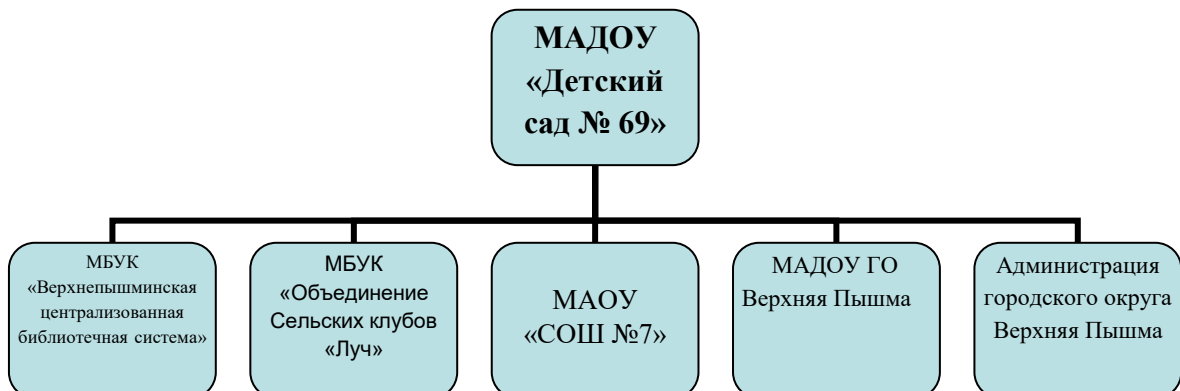 МАДОУ
«Детский
сад № 69»
МБУК
«Верхнепышминская
централизованная
библиотечная система»
МБУК
«Объединение
Сельских клубов
«Луч»
МАОУ
«СОШ №7»
МАДОУ ГО
Верхняя Пышма
Администрация
городского округа
Верхняя Пышма